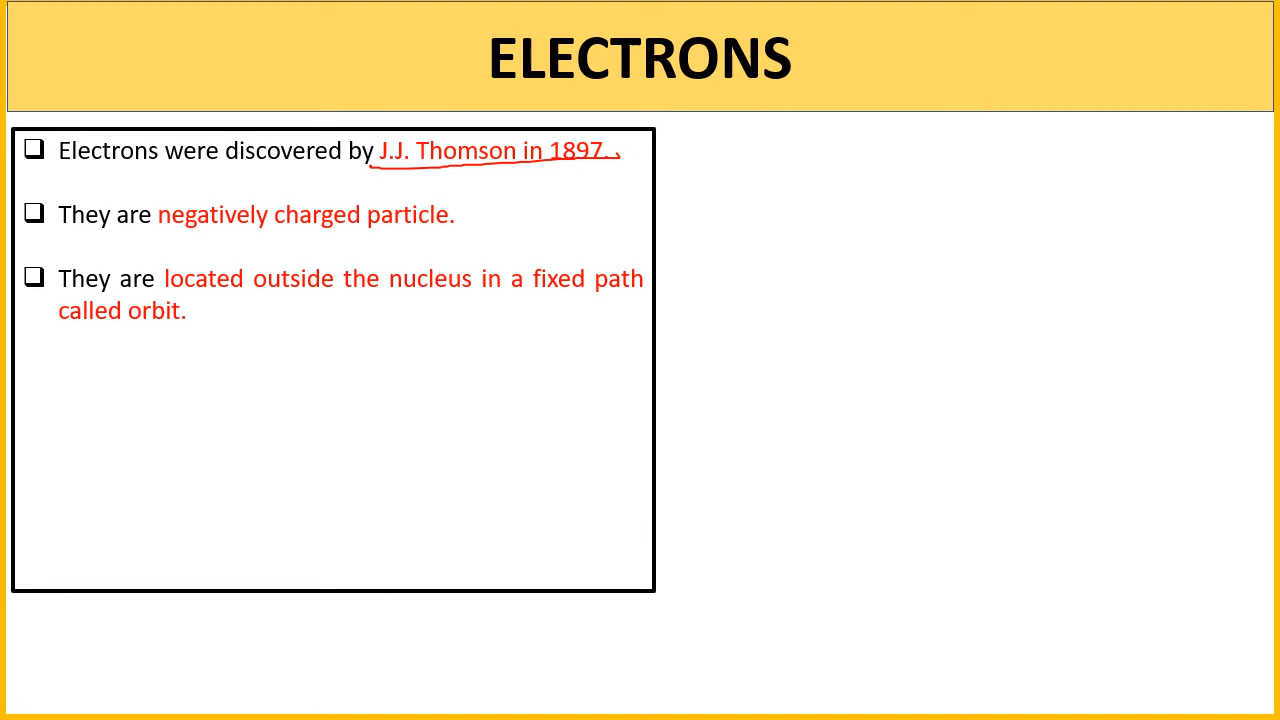 ELECTRONS
❑ Electrons were discovered by J.J. Thomson in 1897.
❑ They are negatively charged particle.
❑ They are located outside the nucleus in a fixed path
called orbit.